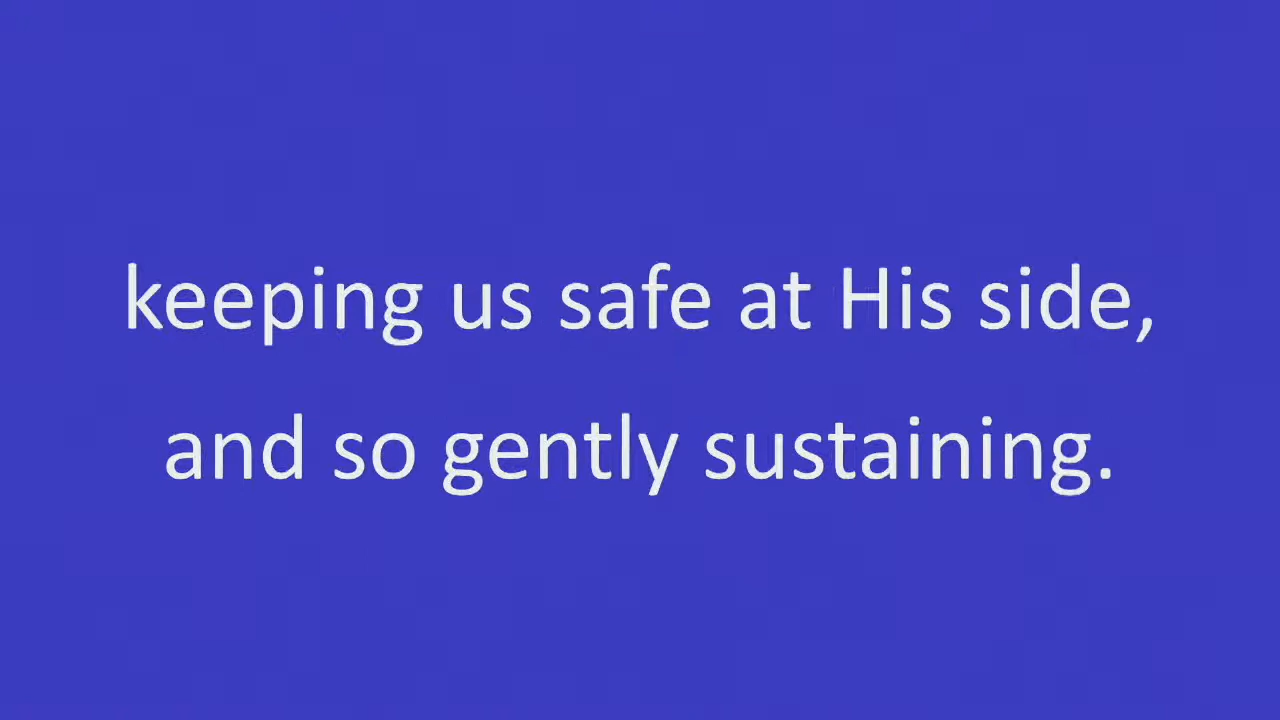 keeping us safe at His side,
and so gently sustaining.